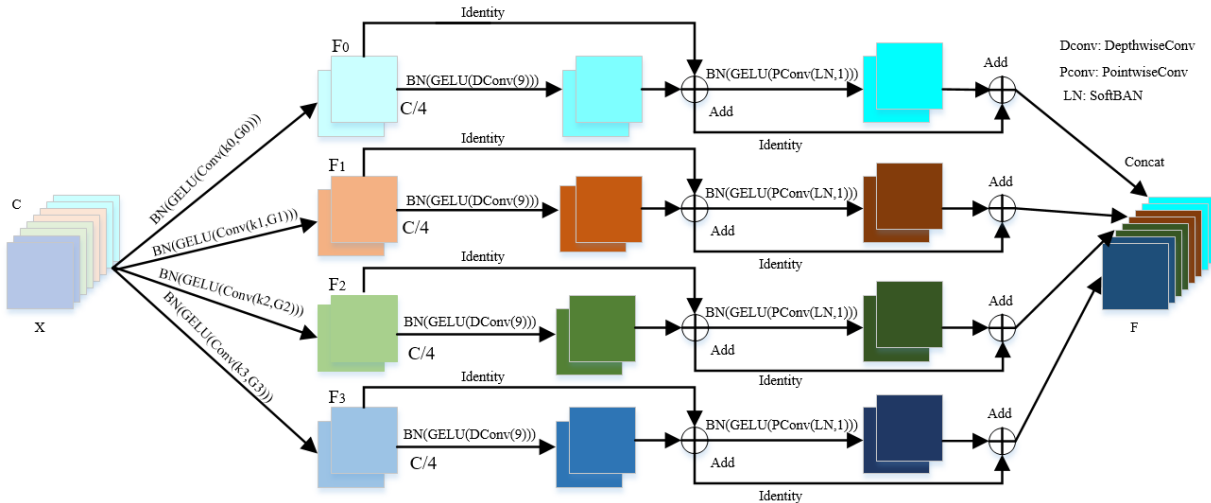 Identity
F0
BN(GELU(DConv(9)))
C/4
BN(GELU(PConv(LN,1)))
Add
Add
Identity
Dconv: DepthwiseConv
Pconv: PointwiseConv
LN: SoftBAN
BN(GELU(Conv(k0,G0)))
Identity
F1
BN(GELU(DConv(9)))
C/4
BN(GELU(PConv(LN,1)))
Add
Add
Identity
Concat
C
BN(GELU(Conv(k1,G1)))
X
BN(GELU(Conv(k2,G2)))
Identity
F2
BN(GELU(DConv(9)))
C/4
BN(GELU(PConv(LN,1)))
Add
Add
Identity
F
BN(GELU(Conv(k3,G3)))
Identity
F3
BN(GELU(DConv(9)))
C/4
BN(GELU(PConv(LN,1)))
Add
Add
Identity